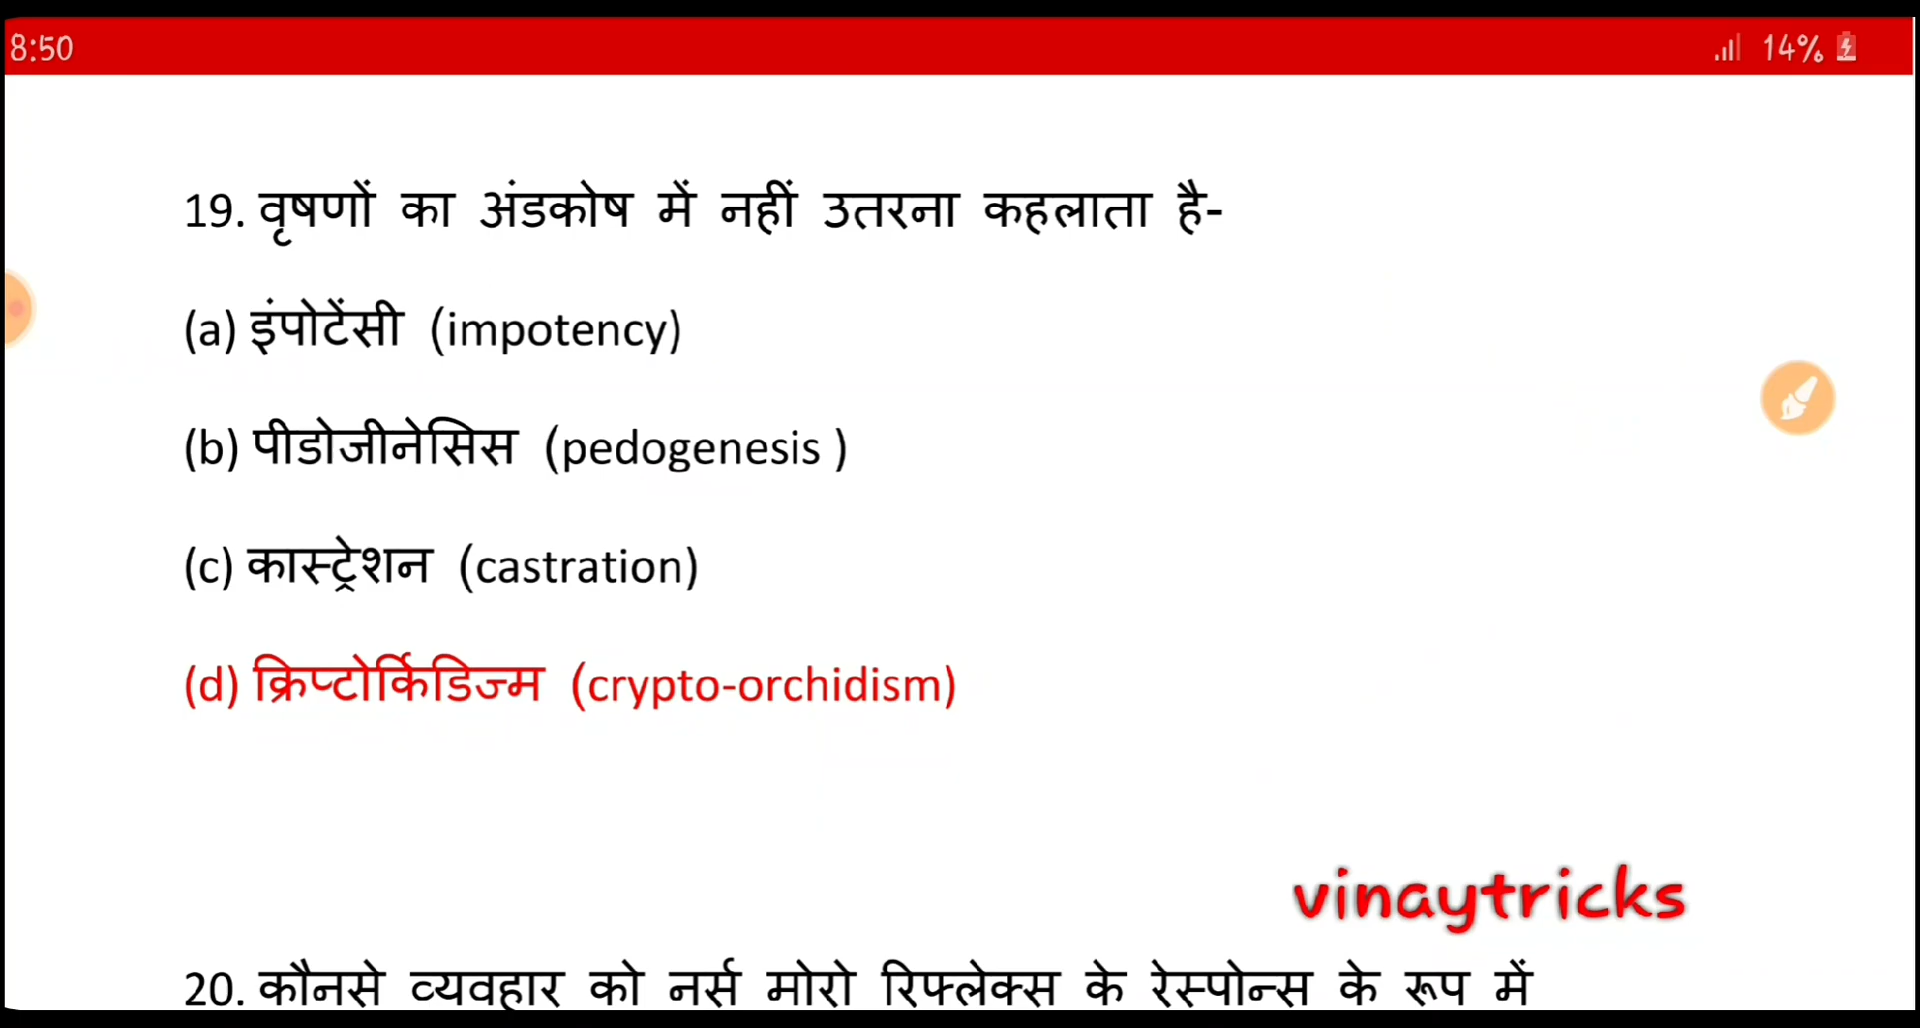 8:50
14%
19. वृषणों का अंडकोष में नहीं उतरना कहलाता है-
(a) इंपोटेंसी (impotency)
(b) पीडोजीनेसिस (pedogenesis )
(c) कास्ट्रेशन (castration)
(d) क्रिप्टोर्किडिज्म (crypto-orchidism)
vinaytricks
20. कौनसे व्यवहार को नर्स मोरो रिफ्लेक्स के रेस्पोन्स के रूप में